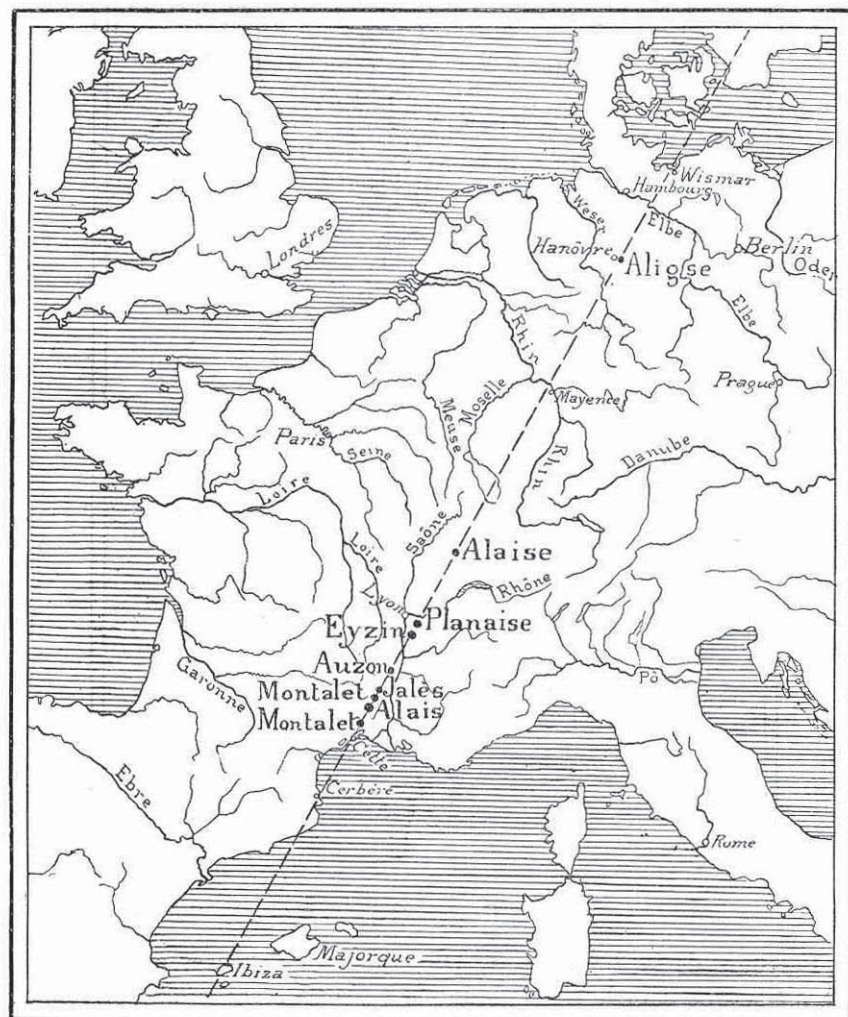 Wismar
Hambourg
Elbe
Weser
Hanôvre
Aligse
Berlin
Oder
Londres
Elbe
Rhin
Prague
Moselle
Mayence
Meuse
Paris
Seine
Rhin
Danube
Loire
Saône
Loire
Alaise
Rhône
Lyon
Planaise
Eyzin
Auzon
Garonne
Pô
Montalet
Jalès
Alais
Montalet
Cette
Ebre
Cerbère
Rome
Majorque
Ibiza